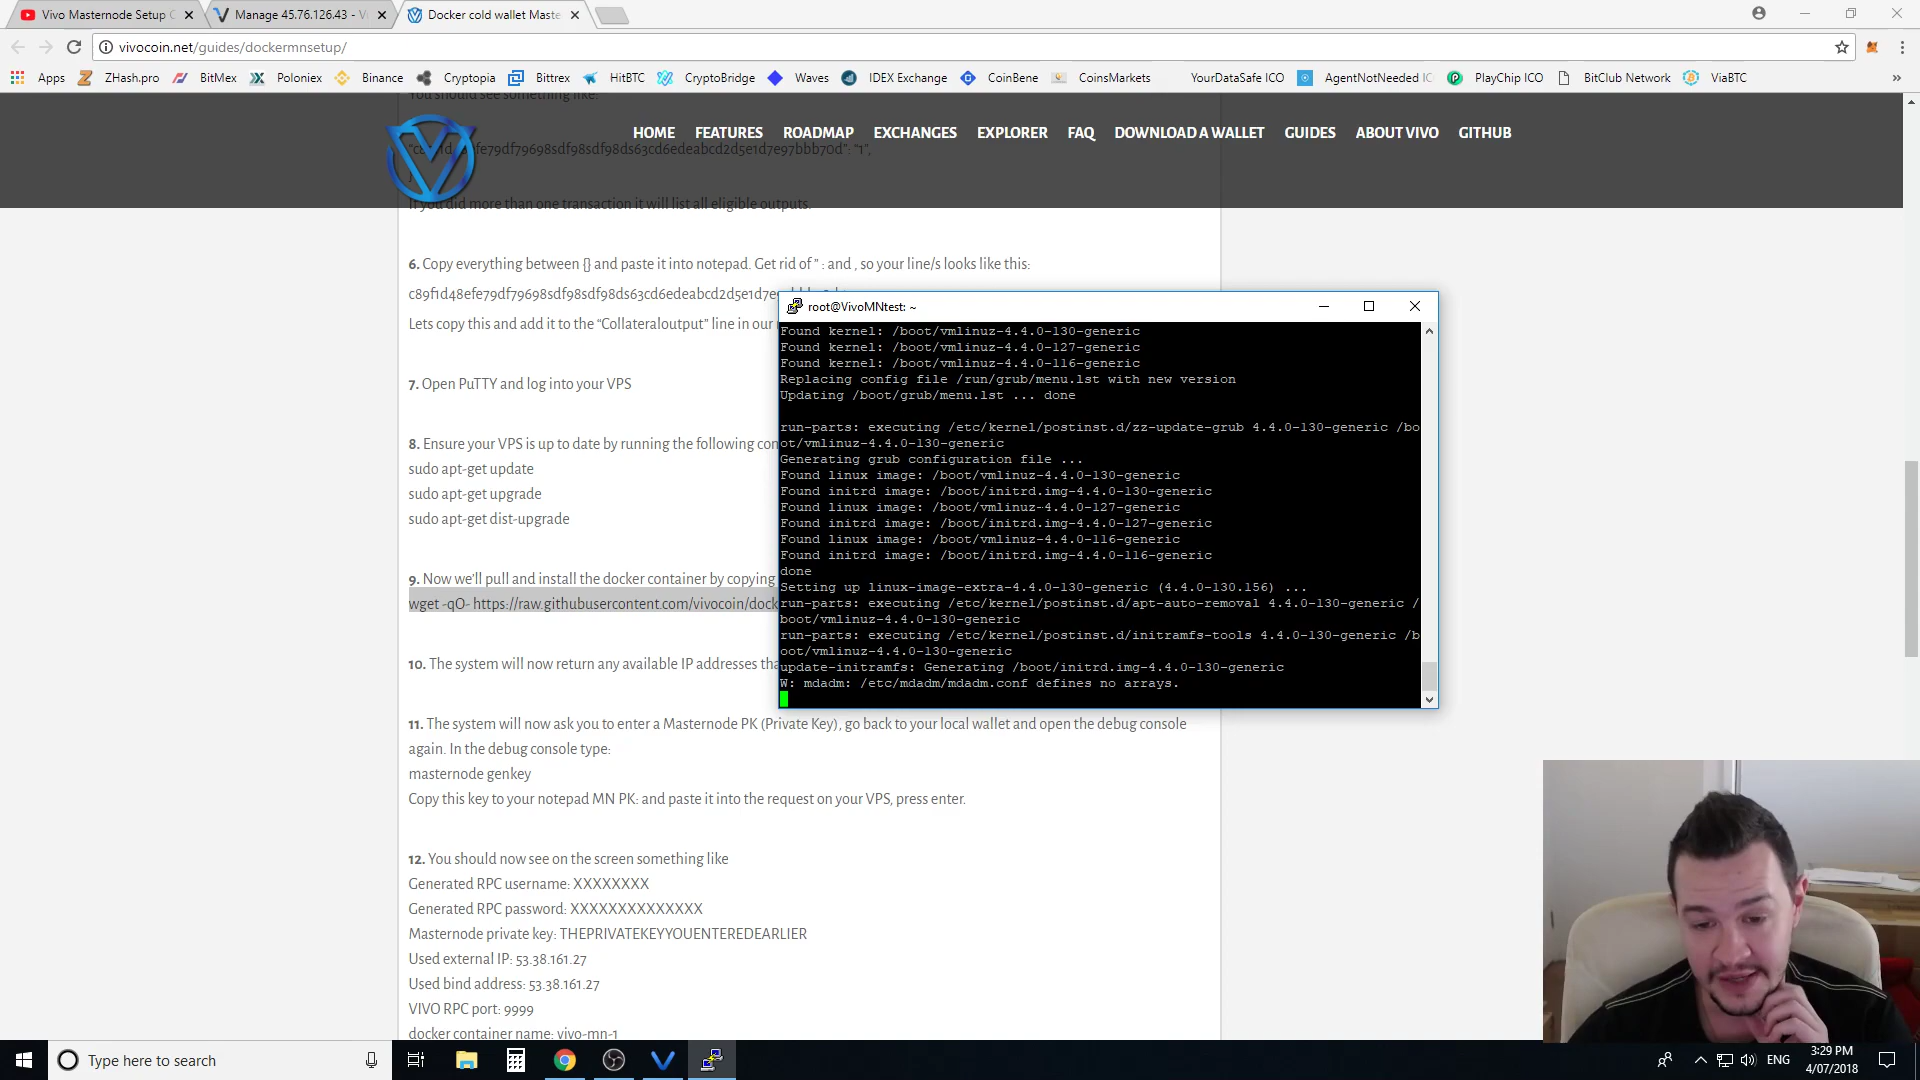 Vivo Masternode Setup
Manage 45.76.126.43 - V
Docker cold wallet Maste
vivocoin.net/guides/dockermnsetup/
Apps
ZHash.pro
BitMex
Poloniex
Binance
Cryptopia
Bittrex
HitBTC
CryptoBridge
Waves
IDEX Exchange
CoinBene
CoinsMarkets
YourDataSafe ICO
AgentNotNeeded IC
PlayChip ICO
BitClub Network
ViaBTC
»
You should see something like:
HOME FEATURES ROADMAP EXCHANGES EXPLORER FAQ DOWNLOAD A WALLET GUIDES ABOUT VIVO GITHUB
If you did more than one transaction it will list all eligible outputs.
6. Copy everything between {} and paste it into notepad. Get rid of " : and , so your line/s looks like this:
c89f1d48efe79df79698sdf98sdf98ds63cd6edeabcd2d5e1d7e
Lets copy this and add it to the “Collateraloutput” line in our
7. Open PuTTY and log into your VPS
8. Ensure your VPS is up to date by running the following co
sudo apt-get update
sudo apt-get upgrade
sudo apt-get dist-upgrade
9. Now we'll pull and install the docker container by copying
wget -qO- https://raw.githubusercontent.com/vivocoin/dock
10. The system will now return any available IP addresses tha
11. The system will now ask you to enter a Masternode PK (Private Key), go back to your local wallet and open the debug console
again. In the debug console type:
masternode genkey
Copy this key to your notepad MN PK: and paste it into the request on your VPS, press enter.
12. You should now see on the screen something like
Generated RPC username: XXXXXXXX
Generated RPC password: XXXXXXXXXXXXXX
Masternode private key: THEPRIVATEKEYYOUENTEREDEARLIER
Used external IP: 53.38.161.27
Used bind address: 53.38.161.27
VIVO RPC port: 9999
docker container name: vivo-mn-1
root@VivoMNtest: ~
Found kernel: /boot/vmlinuz-4.4.0-130-generic
Found kernel: /boot/vmlinuz-4.4.0-127-generic
Found kernel: /boot/vmlinuz-4.4.0-116-generic
Replacing config file /run/grub/menu.lst with new version
Updating /boot/grub/menu.lst ... done
run-parts: executing /etc/kernel/postinst.d/zz-update-grub 4.4.0-130-generic /bo
ot/vmlinuz-4.4.0-130-generic
Generating grub configuration file ...
Found linux image: /boot/vmlinuz-4.4.0-130-generic
Found initrd image: /boot/initrd.img-4.4.0-130-generic
Found linux image: /boot/vmlinuz-4.4.0-127-generic
Found initrd image: /boot/initrd.img-4.4.0-127-generic
Found linux image: /boot/vmlinuz-4.4.0-116-generic
Found initrd image: /boot/initrd.img-4.4.0-116-generic
done
Setting up linux-image-extra-4.4.0-130-generic (4.4.0-130.156) ...
run-parts: executing /etc/kernel/postinst.d/apt-auto-removal 4.4.0-130-generic /
boot/vmlinuz-4.4.0-130-generic
run-parts: executing /etc/kernel/postinst.d/initramfs-tools 4.4.0-130-generic /b
oot/vmlinuz-4.4.0-130-generic
update-initramfs: Generating /boot/initrd.img-4.4.0-130-generic
W: mdadm: /etc/mdadm/mdadm.conf defines no arrays.
Type here to search
ENG
3:29 PM
4/07/2018